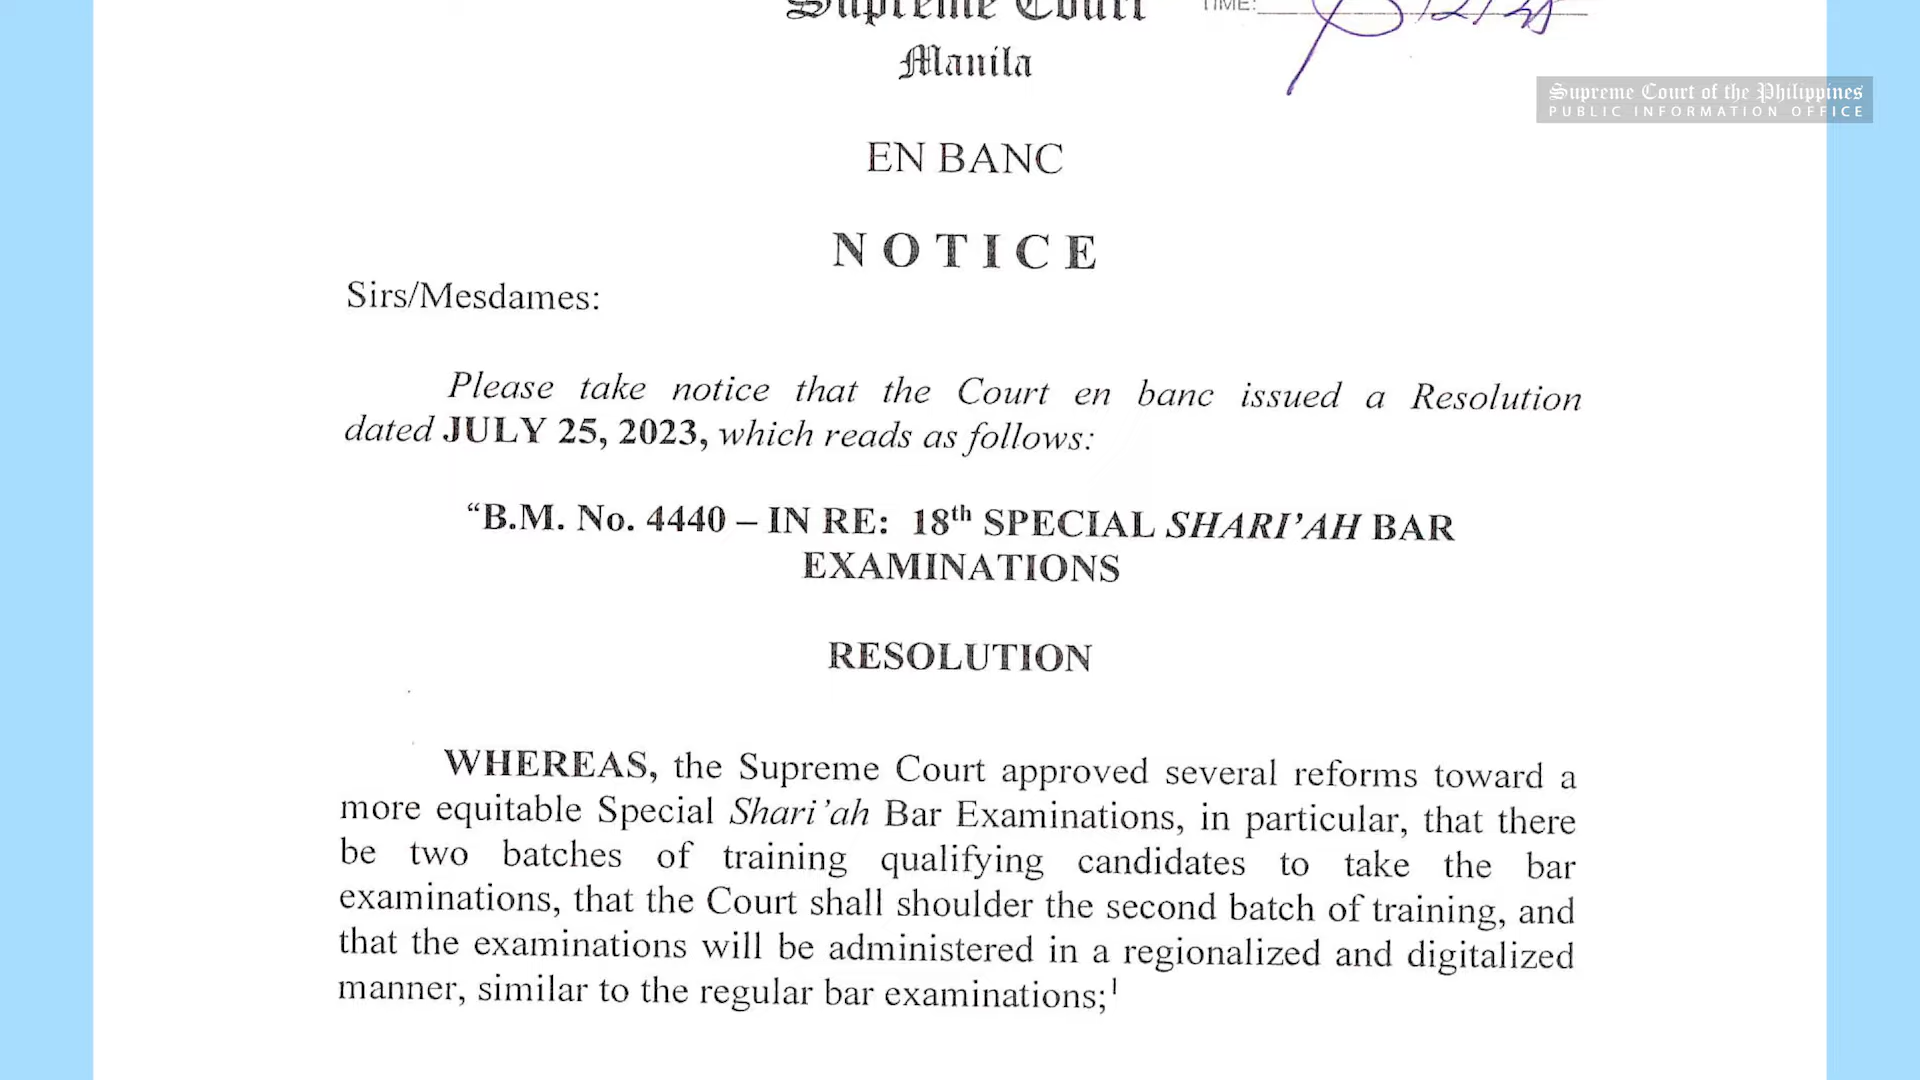 Supreme Court
TIME:
Manila
Supreme Court of the Philippines
PUBLIC INFORMATION OFFICE
EN BANC
NOTICE
Sirs/Mesdames:
Please take notice that the Court en banc issued a Resolution
dated JULY 25, 2023, which reads as follows:
“B.M. No. 4440 – IN RE: 18th SPECIAL SHARI’AH BAR
EXAMINATIONS
RESOLUTION
WHEREAS, the Supreme Court approved several reforms toward a
more equitable Special Shari’ah Bar Examinations, in particular, that there
be two batches of training qualifying candidates to take the bar
examinations, that the Court shall shoulder the second batch of training, and
that the examinations will be administered in a regionalized and digitalized
manner, similar to the regular bar examinations;1